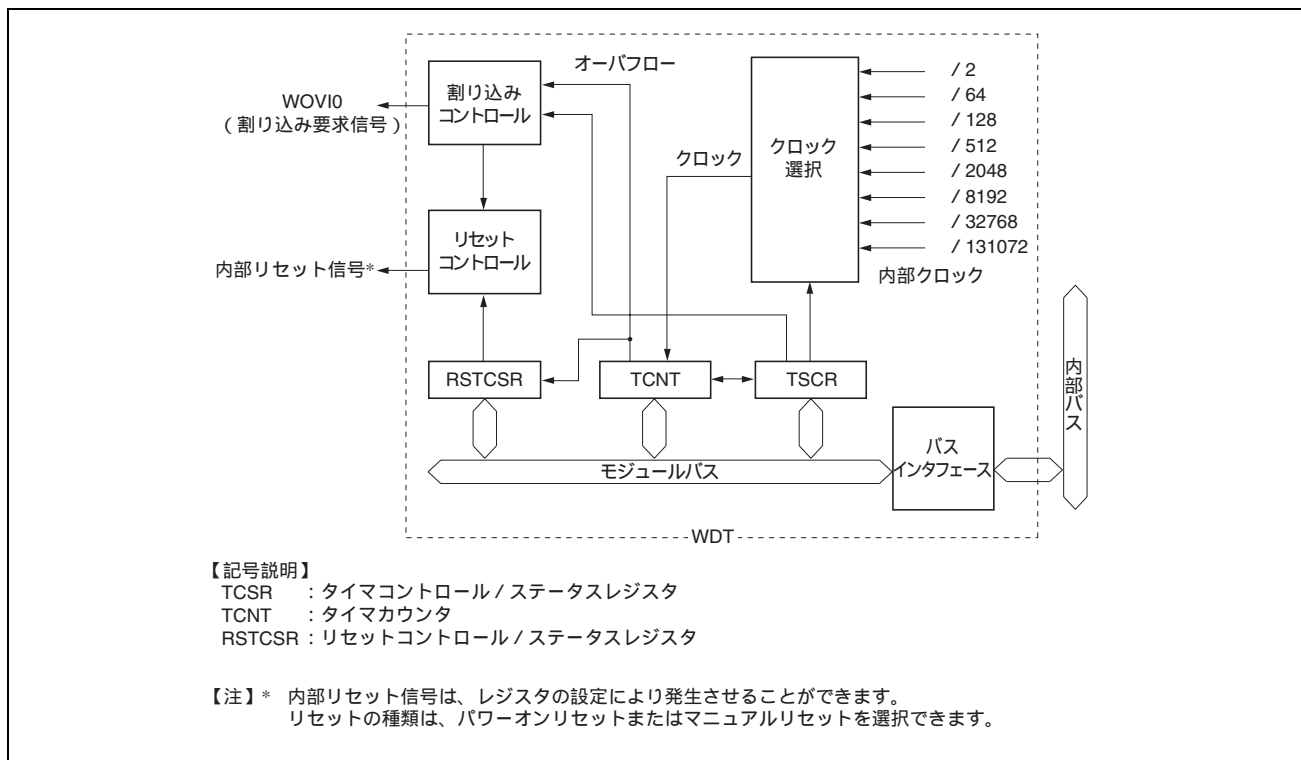 オーバフロー
割り込み
コントロール
WOVI0
（割り込み要求信号）
クロック
クロック
選択
/ 2
/ 64
/ 128
/ 512
/ 2048
/ 8192
/ 32768
/ 131072
内部クロック
リセット
コントロール
内部リセット信号*
RSTCSR
TCNT
TSCR
内部バス
バス
インタフェース
モジュールバス
WDT
【記号説明】
TCSR : タイマコントロール / ステータスレジスタ
TCNT : タイマカウンタ
RSTCSR : リセットコントロール / ステータスレジスタ
【注】* 内部リセット信号は、レジスタの設定により発生させることができます。
リセットの種類は、パワーオンリセットまたはマニュアルリセットを選択できます。